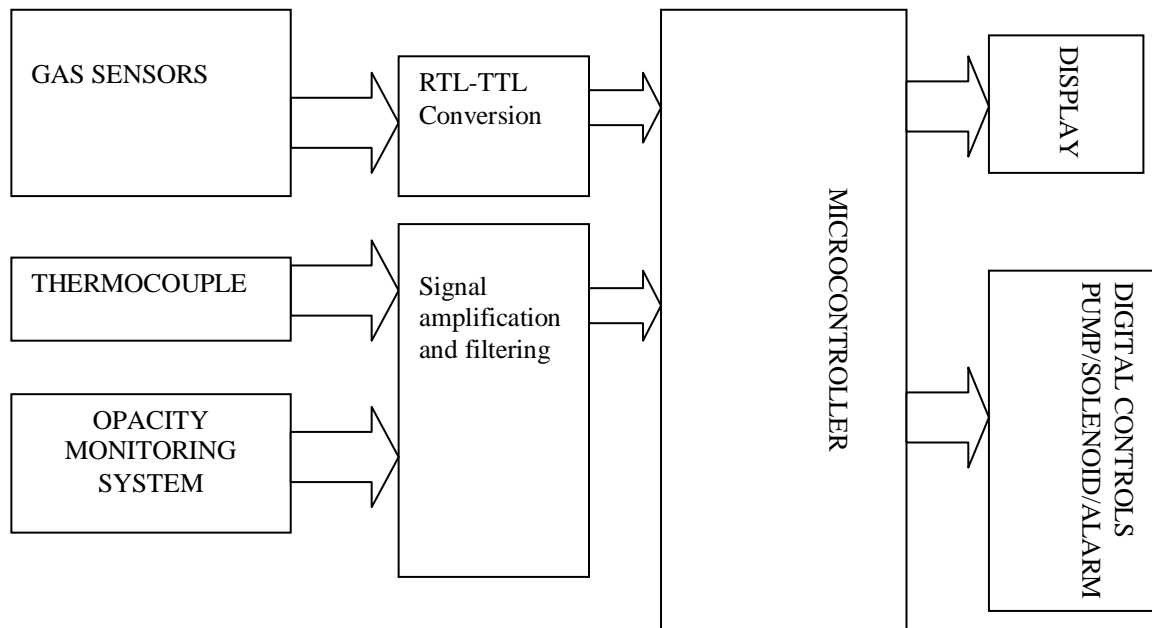 GAS SENSORS
RTL-TTL
Conversion
THERMOCOUPLE
Signal
amplification
and filtering
OPACITY
MONITORING
SYSTEM
MICROCONTROLLER
DISPLAY
DIGITAL CONTROLS
PUMP/SOLENOID/ALARM